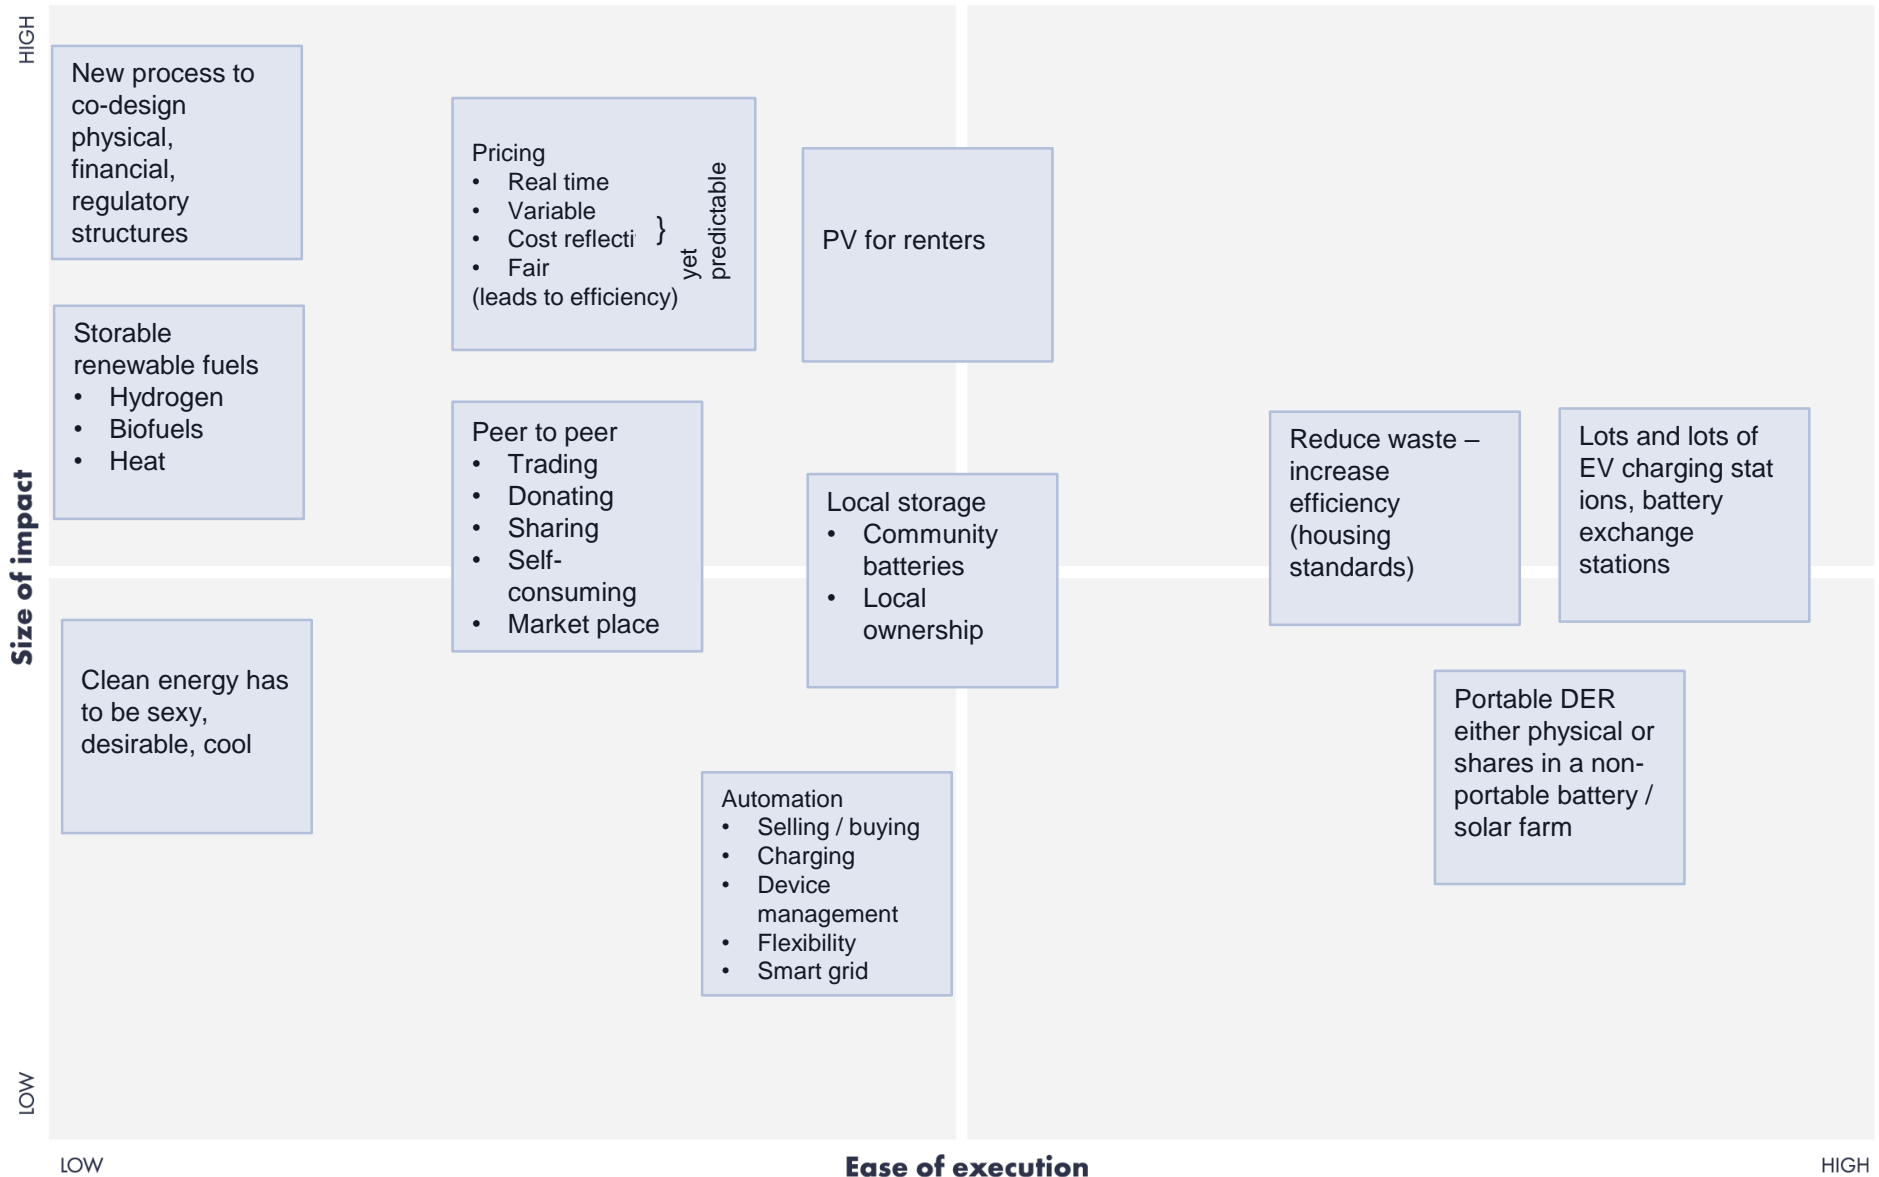 HIGH
New process to
co-design
physical,
financial,
regulatory
structures
Pricing
• Real time
• Variable
• Cost reflecti
• Fair
(leads to efficiency)
}
yet
predictable
PV for renters
Storable
renewable fuels
• Hydrogen
• Biofuels
• Heat
Peer to peer
• Trading
• Donating
• Sharing
• Self-
consuming
• Market place
Local storage
• Community
batteries
• Local
ownership
Reduce waste –
increase
efficiency
(housing
standards)
Lots and lots of
EV charging stat
ions, battery
exchange
stations
Size of impact
Clean energy has
to be sexy,
desirable, cool
Portable DER
either physical or
shares in a non-
portable battery /
solar farm
Automation
• Selling / buying
• Charging
• Device
management
• Flexibility
• Smart grid
LOW
LOW
Ease of execution
HIGH